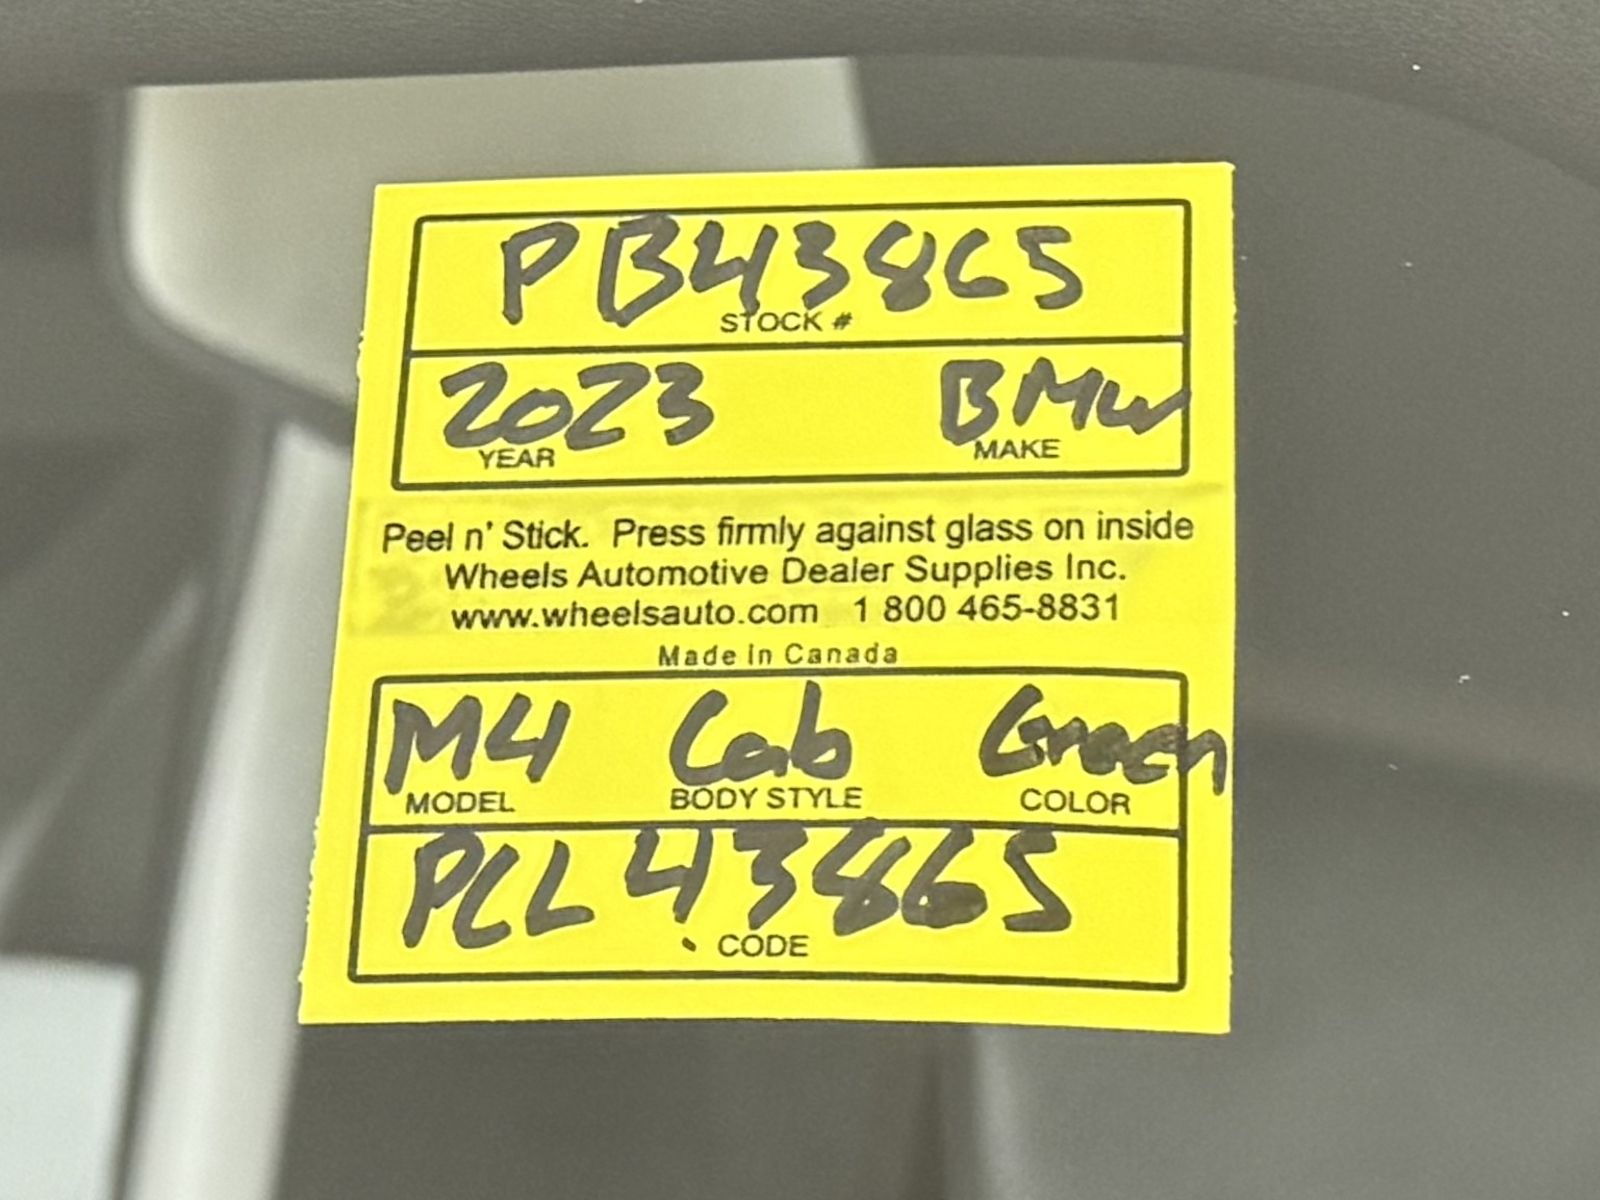 PB43865
STOCK #
2023 BMW
YEAR MAKE
Peel n' Stick. Press firmly against glass on inside
Wheels Automotive Dealer Supplies Inc.
www.wheelsauto.com 1 800 465-8831
Made In Canada
M4 Cab Green
MODEL BODY STYLE COLOR
PCL43865
CODE